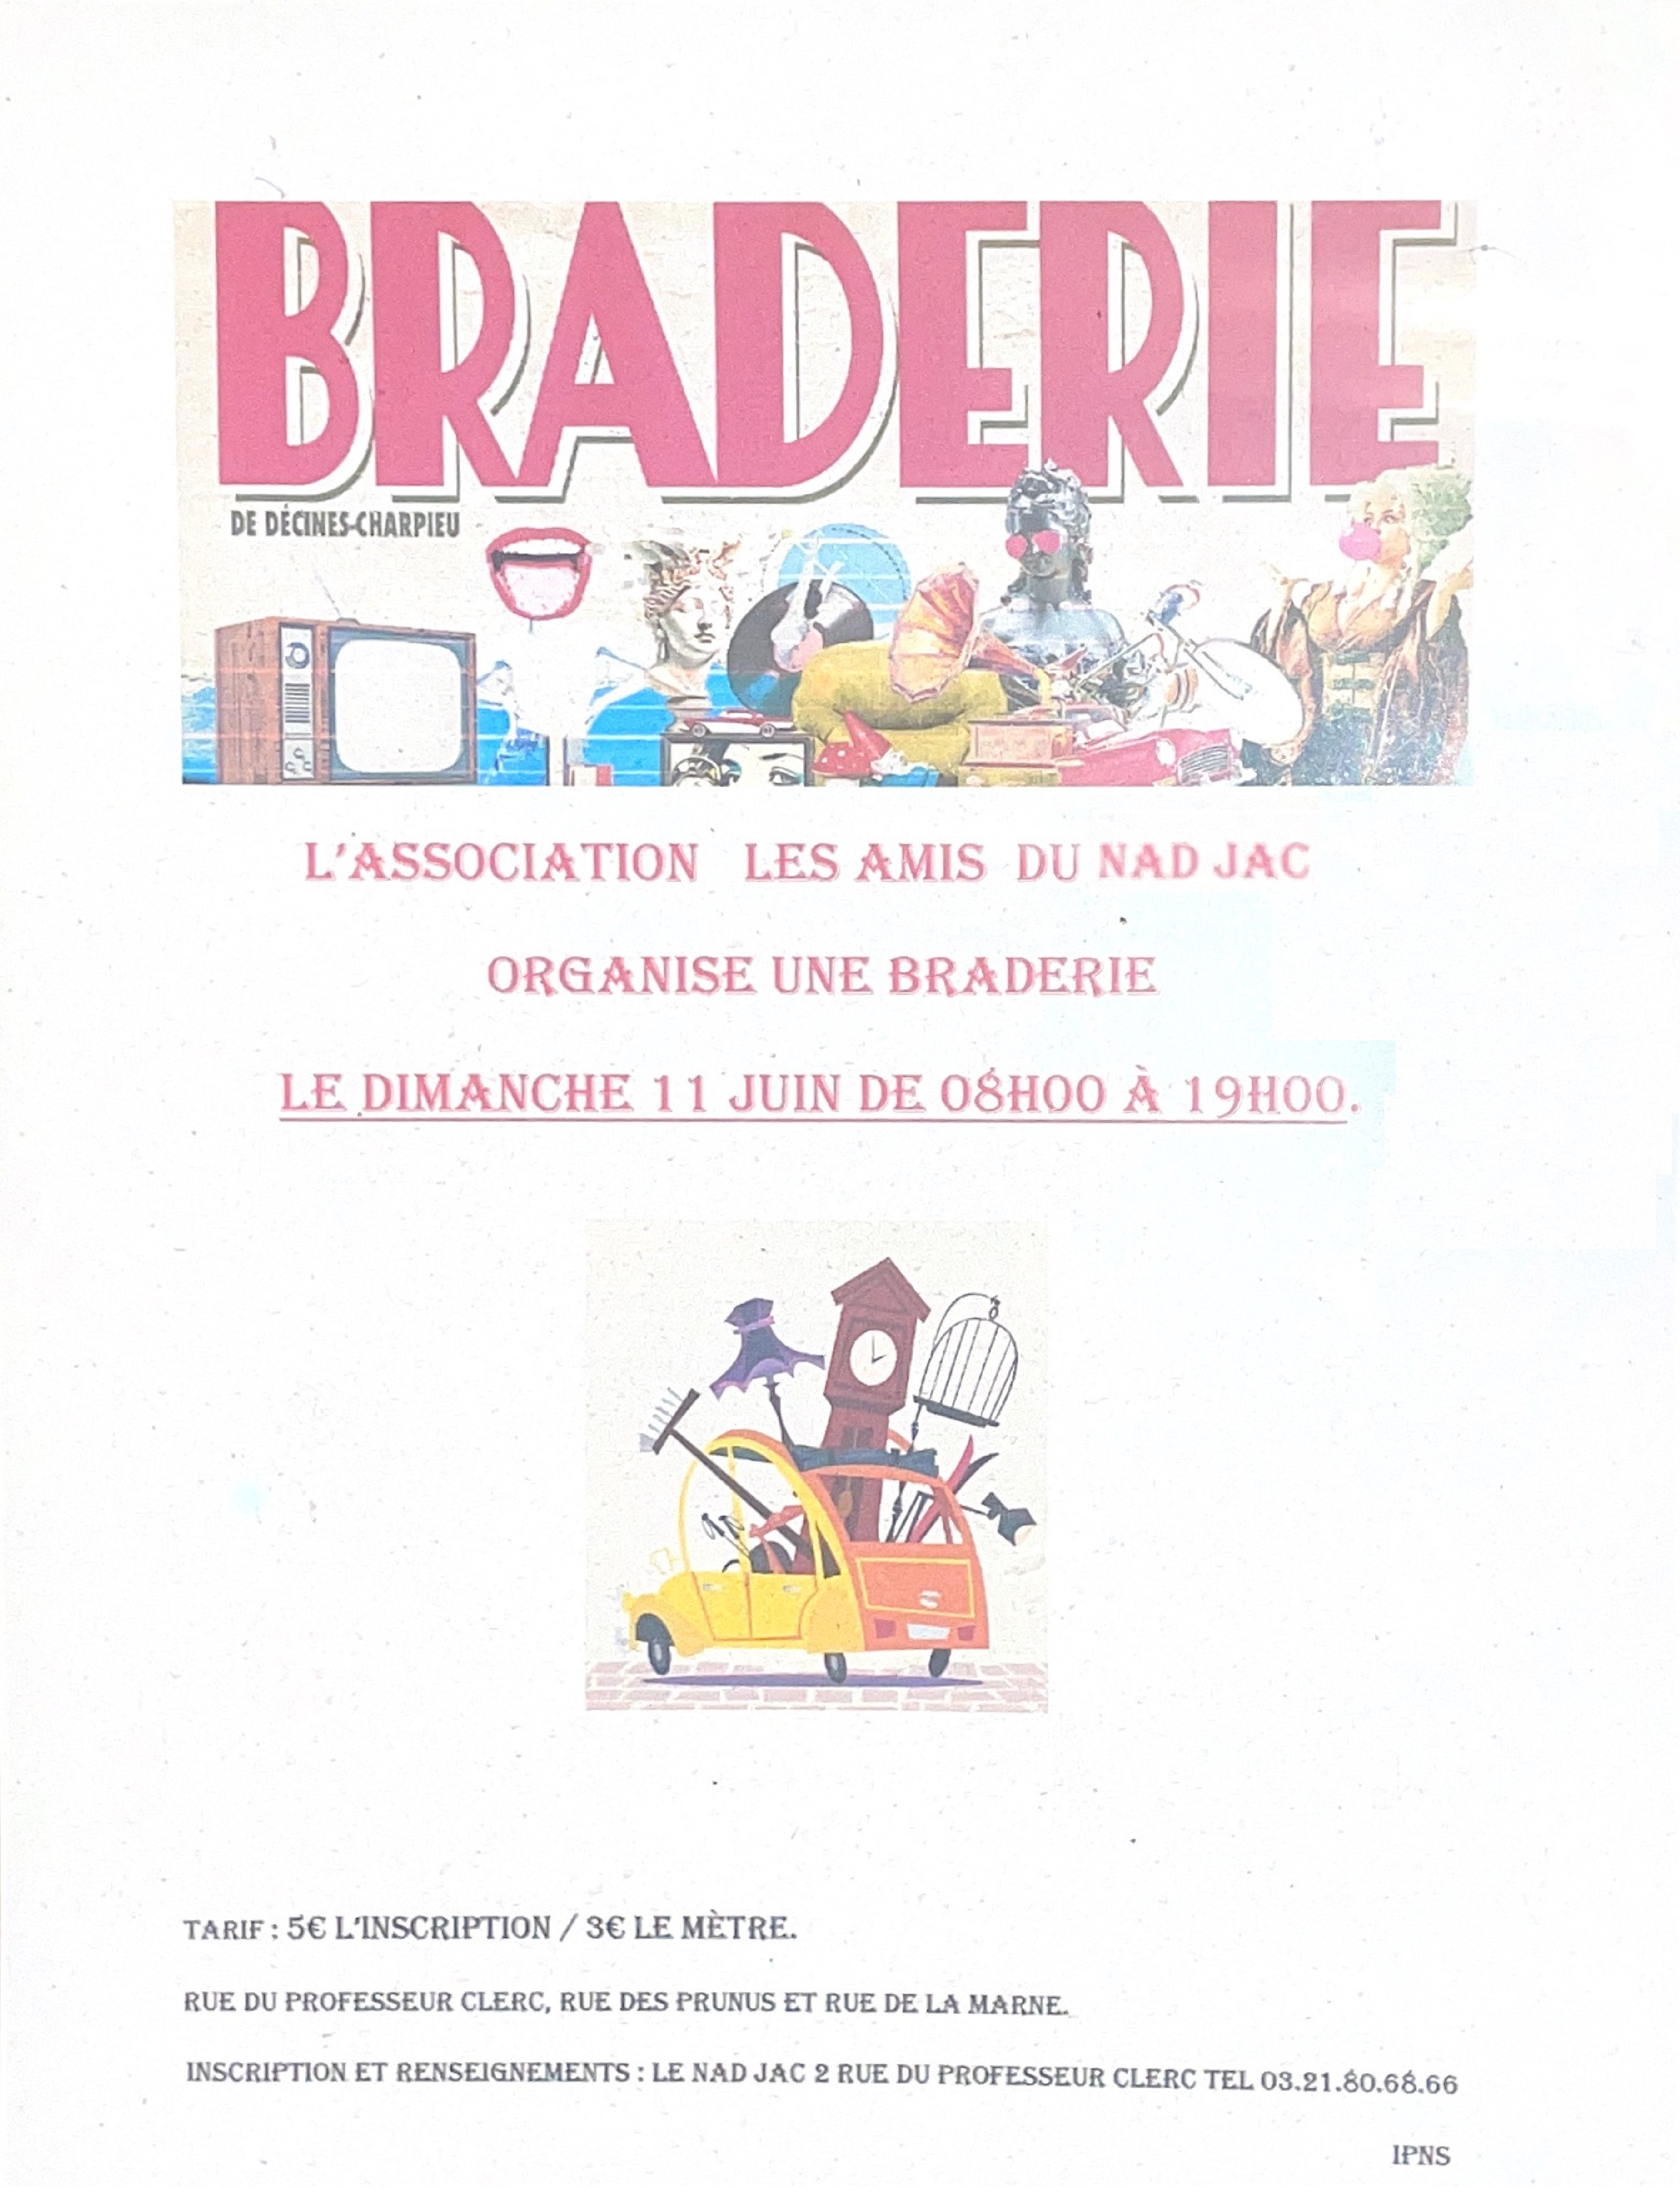 BRADERIE
DE DÉCINES-CHARPIEU
L'ASSOCIATION LES AMIS DU NAD JAC
ORGANISE UNE BRADERIE
LE DIMANCHE 11 JUIN DE 08H00 À 19H00.
TARIF : 5€ L'INSCRIPTION / 3€ LE MÈTRE.
RUE DU PROFESSEUR CLERC, RUE DES PRUNUS ET RUE DE LA MARNE.
INSCRIPTION ET RENSEIGNEMENTS : LE NAD JAC 2 RUE DU PROFESSEUR CLERC TEL 03.21.80.68.66
IPNS